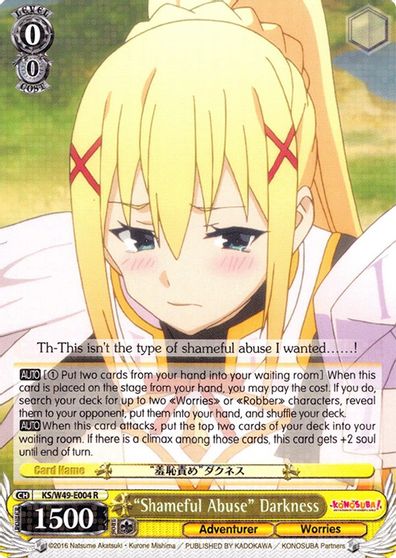 LEVEL
0
0
COST
Th-This isn't the type of shameful abuse I wanted......!
AUTO [① Put two cards from your hand into your waiting room] When this
card is placed on the stage from your hand, you may pay the cost. If you do,
search your deck for up to two «Worries» or «Robber» characters, reveal
them to your opponent, put them into your hand, and shuffle your deck.
AUTO When this card attacks, put the top two cards of your deck into your waiting
room. If there is a climax among those cards, this card gets +2 soul
until end of turn.
Card Name
"羞恥責め" ダクネス
CH KS/W49-E004 R
POWER 1500 SOUL
"Shameful Abuse" Darkness
KONOSUBA!
Adventurer Worries
©2016 Natsume Akatsuki・Kurone Mishima / PUBLISHED BY KADOKAWA / KONOSUBA Partners